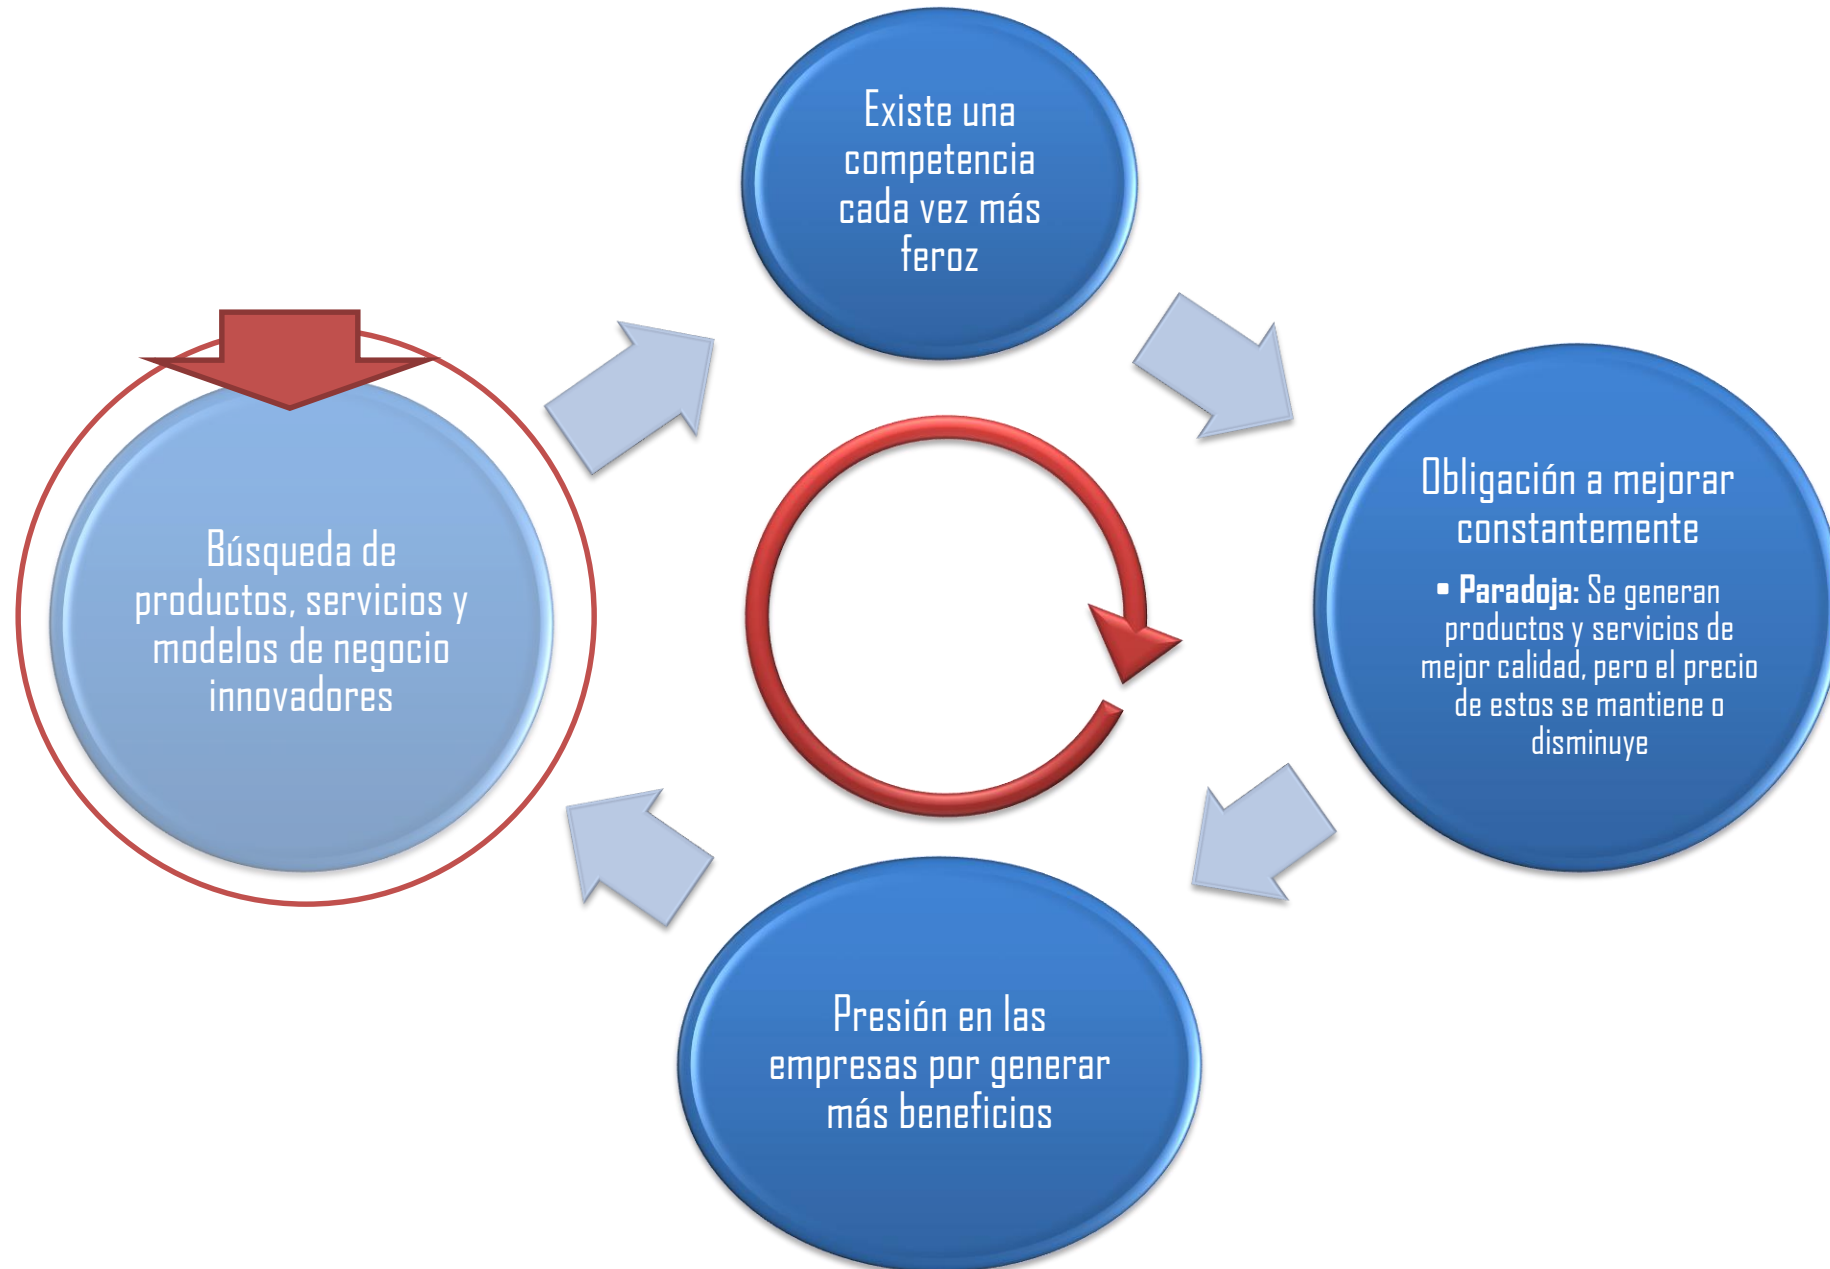 Existe una
competencia
cada vez más
feroz
Obligación a mejorar
constantemente
▪ Paradoja: Se generan
productos y servicios de
mejor calidad, pero el precio
de estos se mantiene o
disminuye
Presión en las
empresas por generar
más beneficios
Búsqueda de
productos, servicios y
modelos de negocio
innovadores